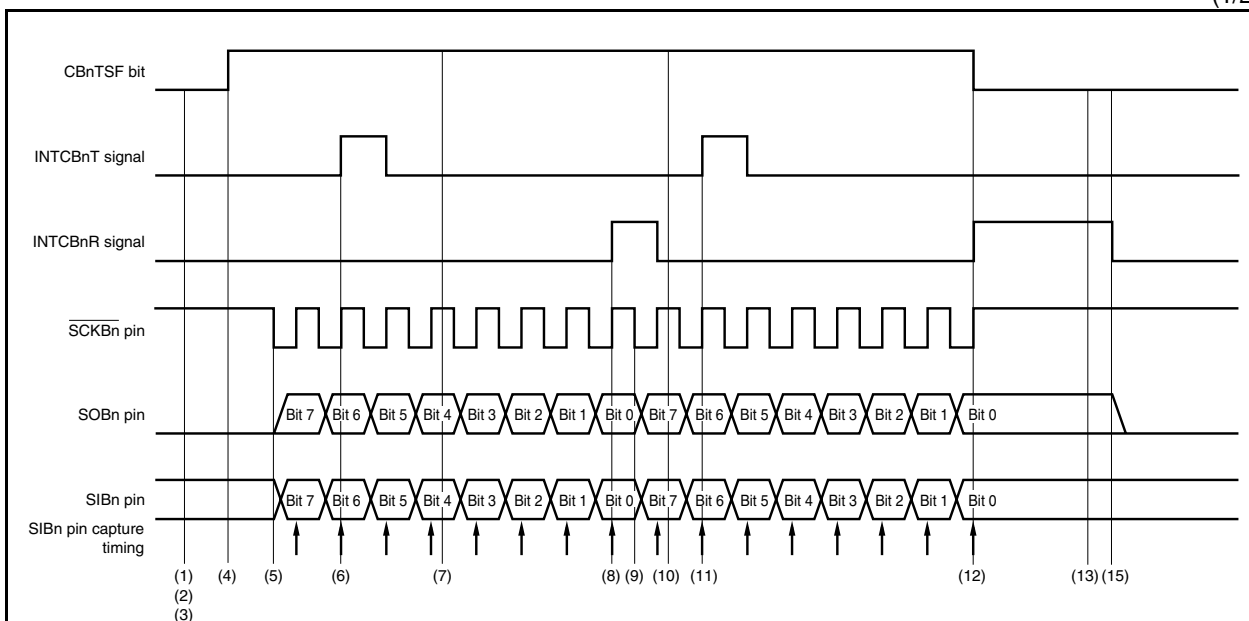 CBnTSF bit
INTCBnT signal
INTCBnR signal
SCKBn pin
SOBn pin
Bit 7 Bit 6 Bit 5 Bit 4 Bit 3 Bit 2 Bit 1 Bit 0 Bit 7 Bit 6 Bit 5 Bit 4 Bit 3 Bit 2 Bit 1 Bit 0
SIBn pin
Bit 7 Bit 6 Bit 5 Bit 4 Bit 3 Bit 2 Bit 1 Bit 0 Bit 7 Bit 6 Bit 5 Bit 4 Bit 3 Bit 2 Bit 1 Bit 0
SIBn pin capture
timing
(1) (4) (5) (6) (7) (8) (9) (10) (11) (12) (13) (15)
(2)
(3)